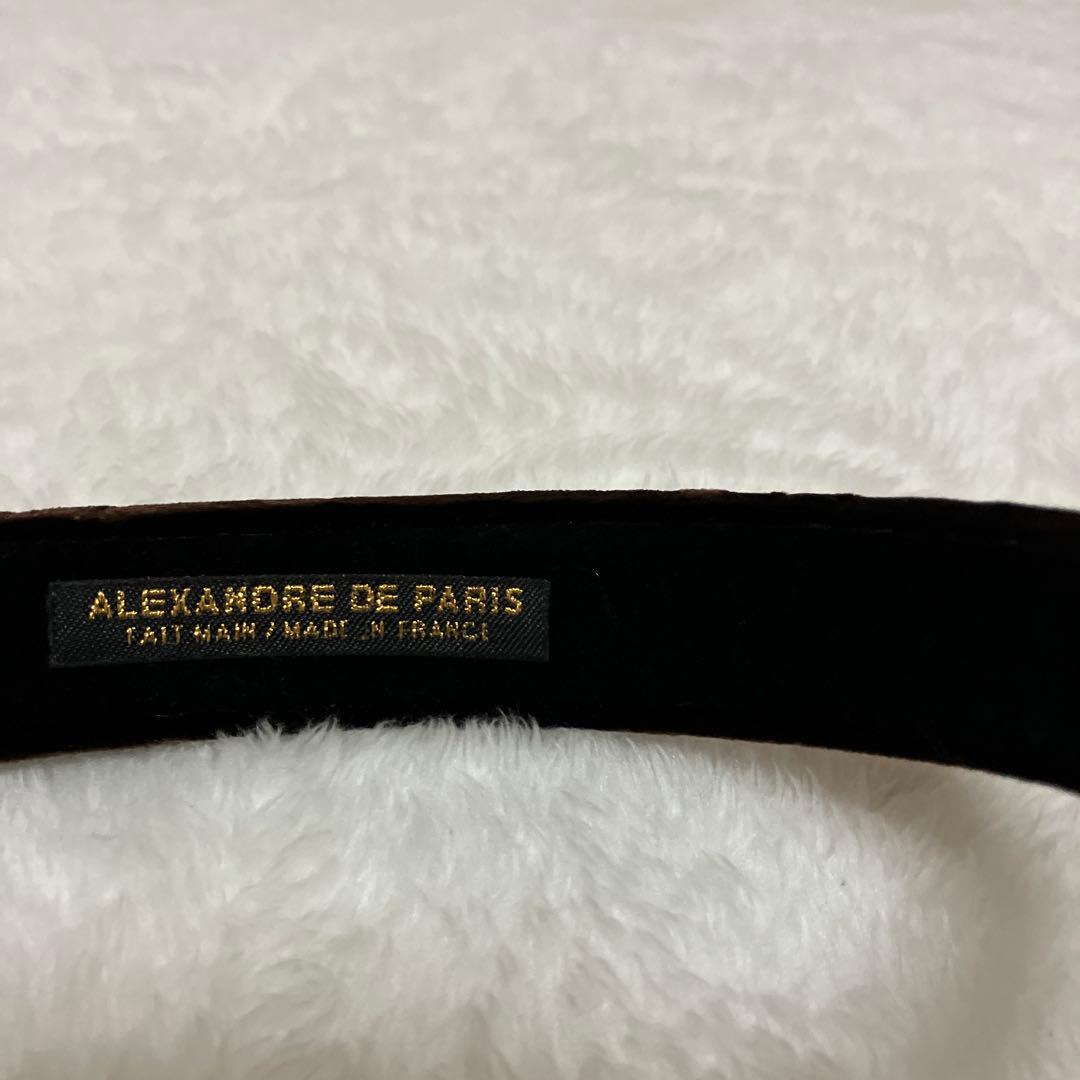 ALEXANDRE DE PARIS
FAIT MAIN / MADE IN FRANCE